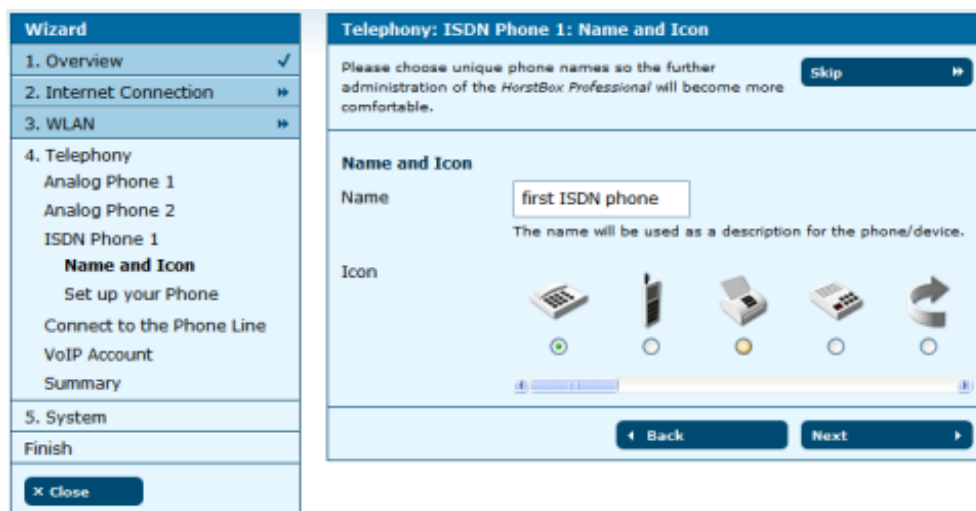 Wizard
1. Overview
2. Internet Connection
3. WLAN
4. Telephony
Analog Phone 1
Analog Phone 2
ISDN Phone 1
Name and Icon
Set up your Phone
Connect to the Phone Line
VoIP Account
Summary
5. System
Finish
× Close
Telephony: ISDN Phone 1: Name and Icon
Please choose unique phone names so the further
administration of the HorstBox Professional will become more
comfortable.
Skip
Name and Icon
Name
first ISDN phone
The name will be used as a description for the phone/device.
Icon
Back
Next